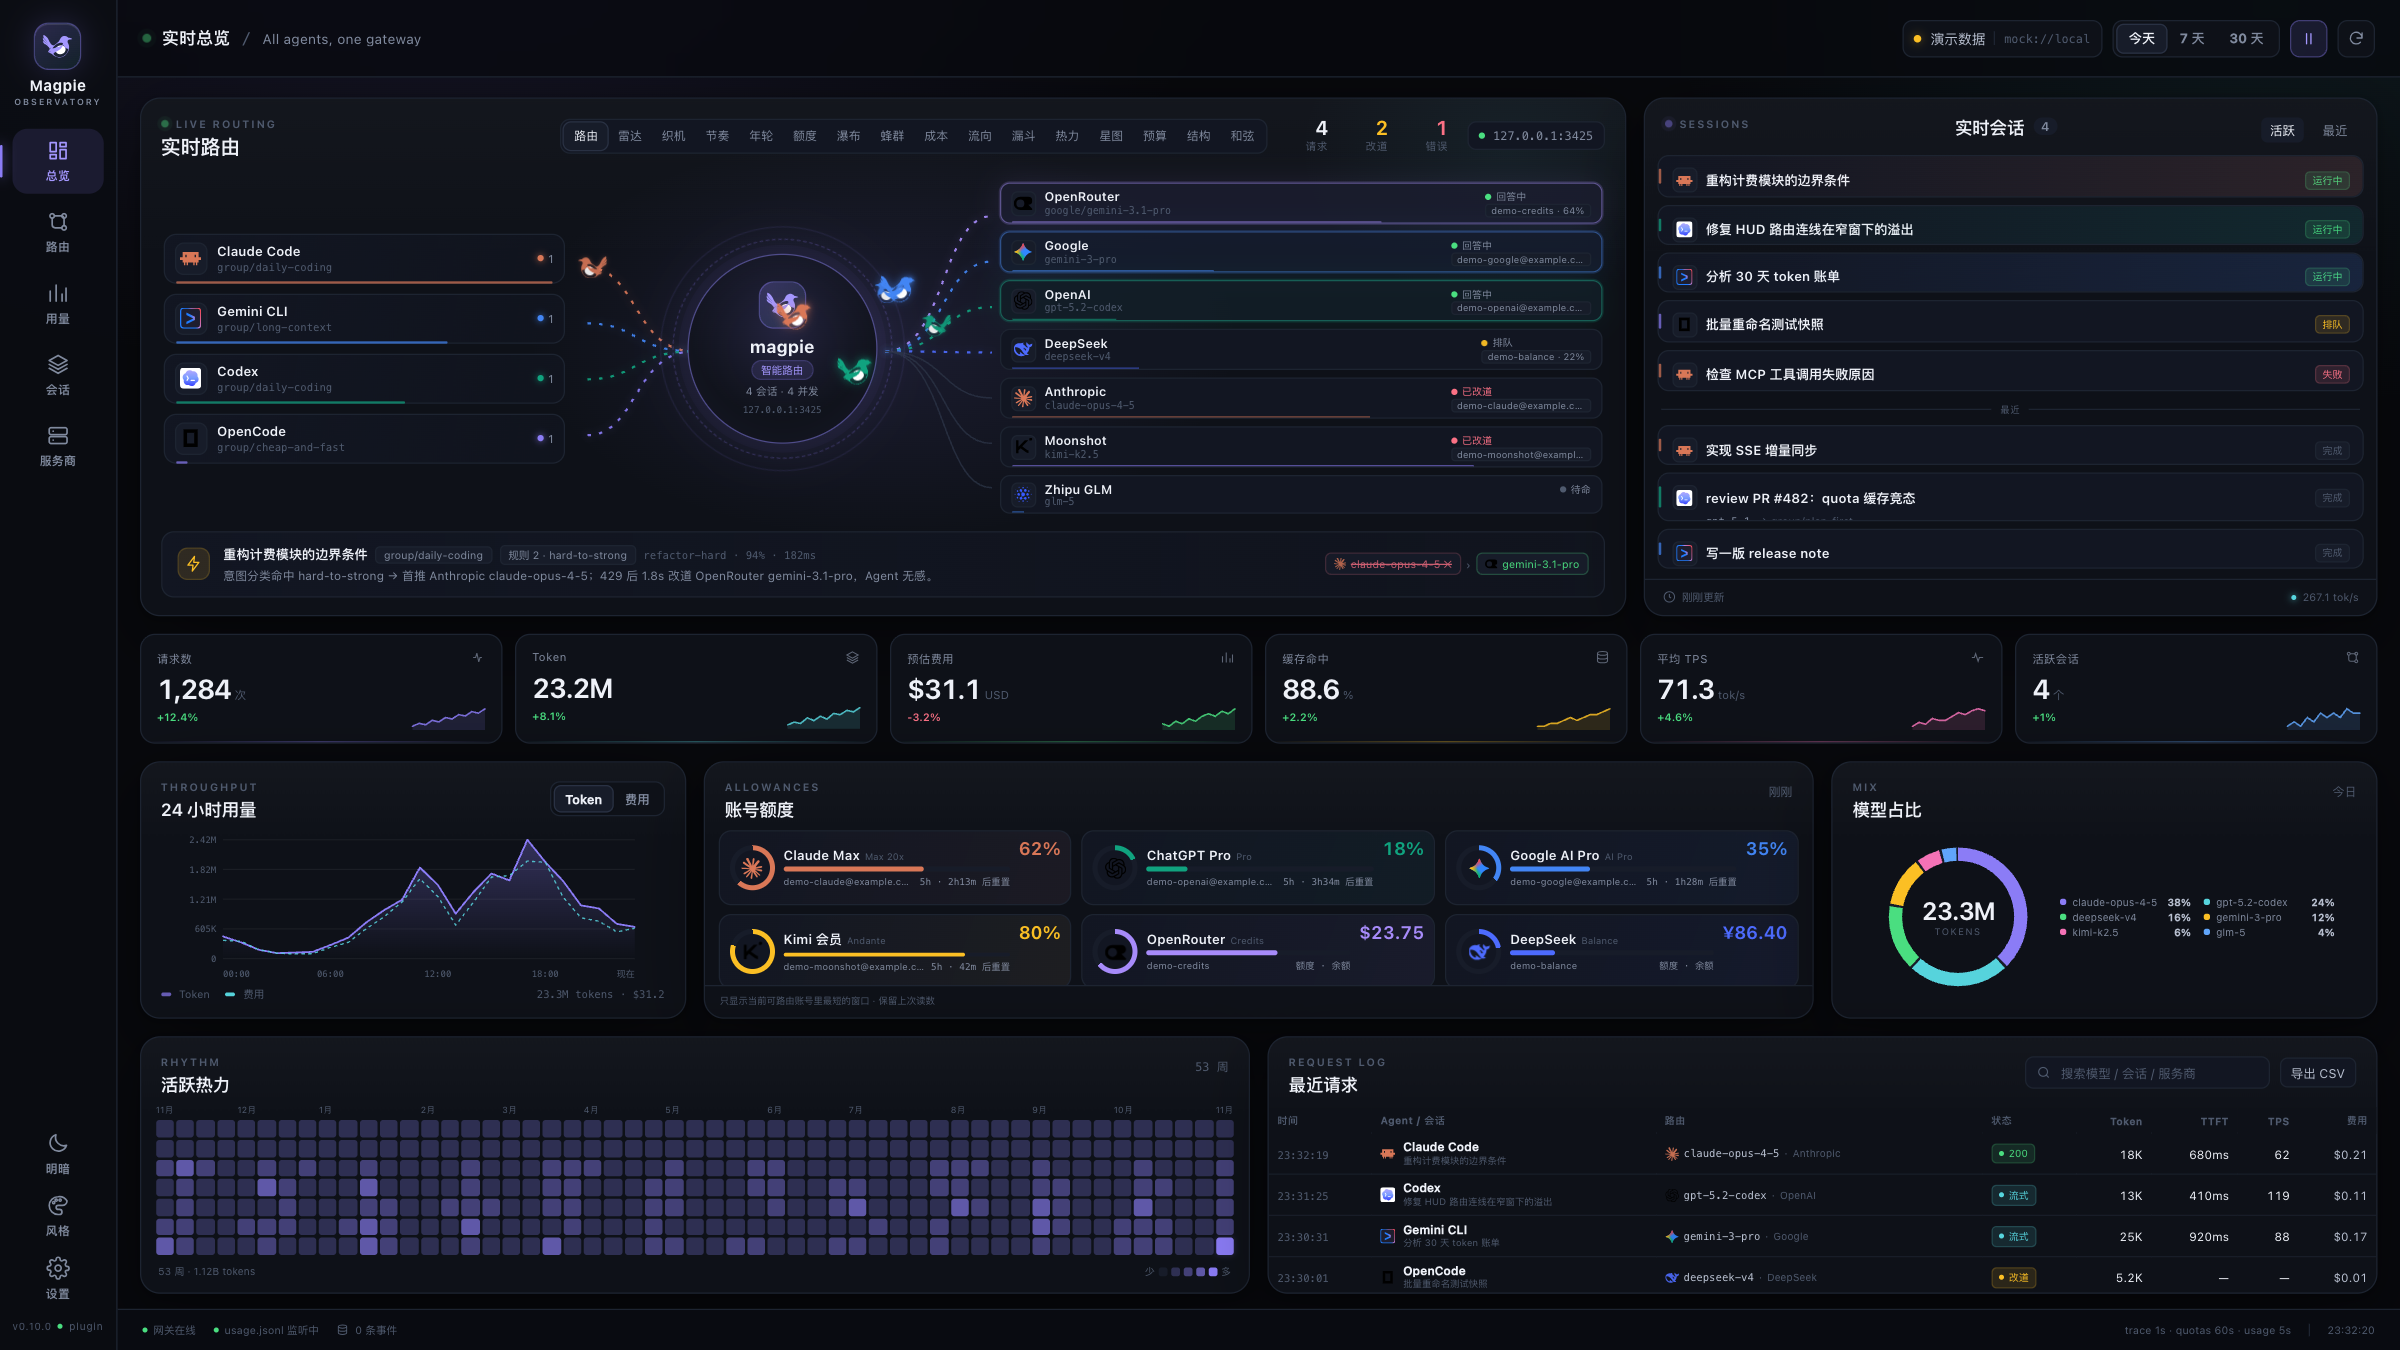 Magpie
OBSERVATORY
总览
路由
用量
会话
服务商
明暗
风格
设置
v0.10.0 plugin
实时总览 / All agents, one gateway
演示数据 mock://local
今天 7 天 30 天
LIVE ROUTING
实时路由
路由 雷达 织机 节奏 年轮 额度 瀑布 蜂群 成本 流向 漏斗 热力 星图 预算 结构 和弦
4 请求
2 改道
1 错误
127.0.0.1:3425
Claude Code 1
group/daily-coding
Gemini CLI 1
group/long-context
Codex 1
group/daily-coding
OpenCode 1
group/cheap-and-fast
magpie
智能路由
4 会话 · 4 并发
127.0.0.1:3425
OpenRouter 回答中
google/gemini-3.1-pro demo-credits · 64%
Google 回答中
gemini-3-pro demo-google@example.c…
OpenAI 回答中
gpt-5.2-codex demo-openai@example.c…
DeepSeek 排队
deepseek-v4 demo-balance · 22%
Anthropic 已改道
claude-opus-4-5 demo-claude@example.c…
Moonshot 已改道
kimi-k2.5 demo-moonshot@exampl…
Zhipu GLM 待命
glm-5
重构计费模块的边界条件 group/daily-coding 规则 2 · hard-to-strong refactor-hard · 94% · 182ms
意图分类命中 hard-to-strong → 首推 Anthropic claude-opus-4-5；429 后 1.8s 改道 OpenRouter gemini-3.1-pro，Agent 无感。
claude-opus-4-5 ✕ › gemini-3.1-pro
SESSIONS
实时会话 4
活跃 最近
重构计费模块的边界条件 运行中
修复 HUD 路由连线在窄窗下的溢出 运行中
分析 30 天 token 账单 运行中
批量重命名测试快照 排队
检查 MCP 工具调用失败原因 失败
最近
实现 SSE 增量同步 完成
review PR #482：quota 缓存竞态 完成
写一版 release note 完成
刚刚更新 267.1 tok/s
请求数
1,284 次
+12.4%
Token
23.2M
+8.1%
预估费用
$31.1 USD
-3.2%
缓存命中
88.6 %
+2.2%
平均 TPS
71.3 tok/s
+4.6%
活跃会话
4 个
+1%
THROUGHPUT
24 小时用量
Token 费用
2.42M
1.82M
1.21M
605K
0
00:00 06:00 12:00 18:00 现在
Token 费用 23.3M tokens · $31.2
ALLOWANCES
账号额度 刚刚
Claude Max Max 20x 62%
demo-claude@example.c… 5h · 2h13m 后重置
ChatGPT Pro Pro 18%
demo-openai@example.c… 5h · 3h34m 后重置
Google AI Pro AI Pro 35%
demo-google@example.c… 5h · 1h28m 后重置
Kimi 会员 Andante 80%
demo-moonshot@example.c… 5h · 42m 后重置
OpenRouter Credits $23.75
demo-credits 额度 · 余额
DeepSeek Balance ¥86.40
demo-balance 额度 · 余额
只显示当前可路由账号里最短的窗口 · 保留上次读数
MIX
模型占比 今日
23.3M
TOKENS
claude-opus-4-5 38% gpt-5.2-codex 24%
deepseek-v4 16% gemini-3-pro 12%
kimi-k2.5 6% glm-5 4%
RHYTHM
活跃热力 53 周
11月 12月 1月 2月 3月 4月 5月 6月 7月 8月 9月 10月 11月
53 周 · 1.12B tokens 少 多
REQUEST LOG
最近请求
搜索模型 / 会话 / 服务商
导出 CSV
时间 Agent / 会话 路由 状态 Token TTFT TPS 费用
23:32:19 Claude Code claude-opus-4-5 · Anthropic 200 18K 680ms 62 $0.21
重构计费模块的边界条件
23:31:25 Codex gpt-5.2-codex · OpenAI 流式 13K 410ms 119 $0.11
修复 HUD 路由连线在窄窗下的溢出
23:30:31 Gemini CLI gemini-3-pro · Google 流式 25K 920ms 88 $0.17
分析 30 天 token 账单
23:30:01 OpenCode deepseek-v4 · DeepSeek 改道 5.2K — — $0.01
批量重命名测试快照
网关在线 usage.jsonl 监听中 0 条事件
trace 1s · quotas 60s · usage 5s 23:32:20